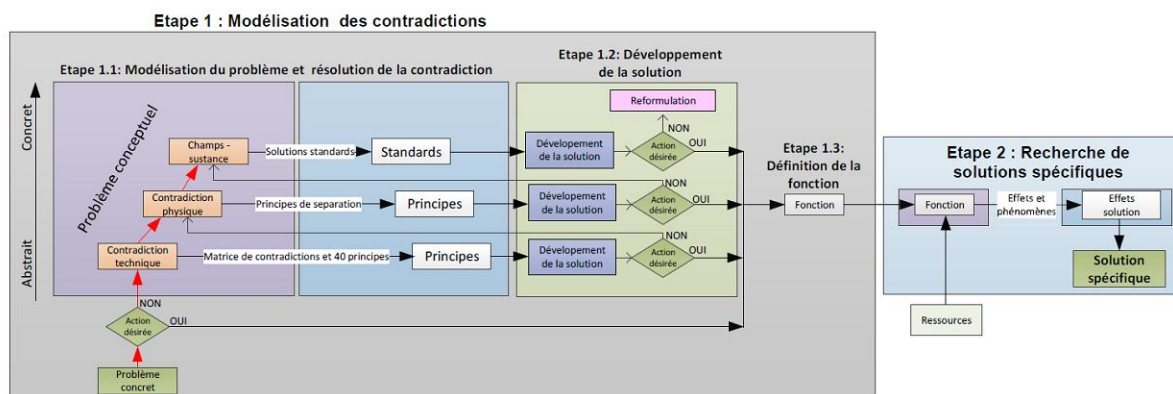 Etape 1 : Modélisation des contradictions
Etape 1.1: Modélisation du problème et résolution de la contradiction
Etape 1.2: Développement
de la solution
Concret
Abstrait
Problème conceptuel
Reformulation
NON
Champs -
sustance
Solutions standards
Standards
Dévelopement
de la solution
Action
désirée
OUI
Etape 1.3:
Définition de la
fonction
Etape 2 : Recherche de
solutions spécifiques
NON
Contradiction
physique
Principes de separation
Principes
Dévelopement
de la solution
Action
désirée
OUI
Fonction
Fonction
Effets et
phénomènes
Effets
solution
NON
Contradiction
technique
Matrice de contradictions et 40 principes
Principes
Dévelopement
de la solution
Action
désirée
OUI
Solution
spécifique
NON
Action
désirée
OUI
Ressources
Problème
concret